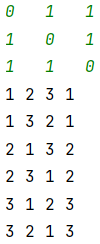 0 1 1
1 0 1
1 1 0
1 2 3 1
1 3 2 1
2 1 3 2
2 3 1 2
3 1 2 3
3 2 1 3